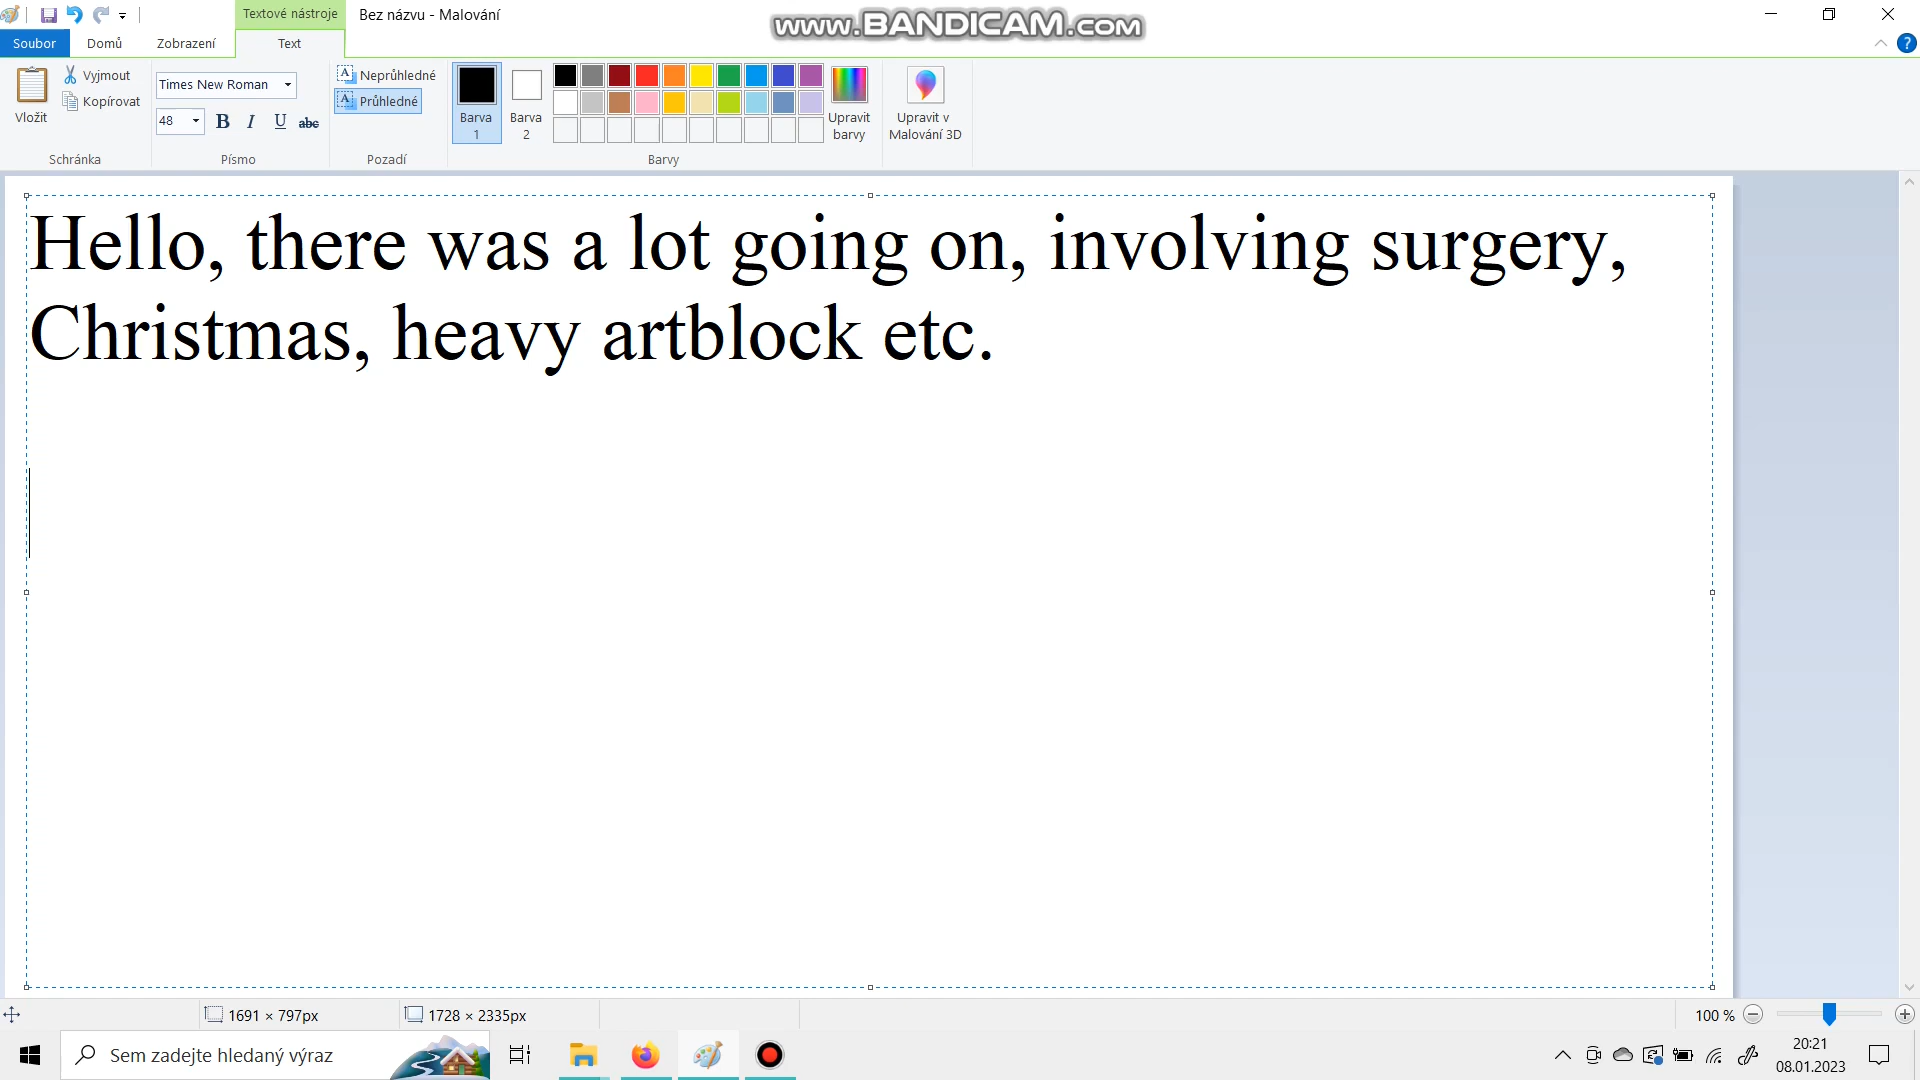 Textové nástroje
Bez názvu - Malování
www.BANDICAM.com
Soubor
Domů
Zobrazení
Text
Vložit
Vyjmout
Kopírovat
Schránka
Times New Roman
48
B I U abc
Písmo
Neprůhledné
Průhledné
Pozadí
Barva
1
Barva
2
Upravit
barvy
Barvy
Upravit v
Malování 3D
Hello, there was a lot going on, involving surgery,
Christmas, heavy artblock etc.
1691 × 797px
1728 × 2335px
100 %
Sem zadejte hledaný výraz
20:21
08.01.2023